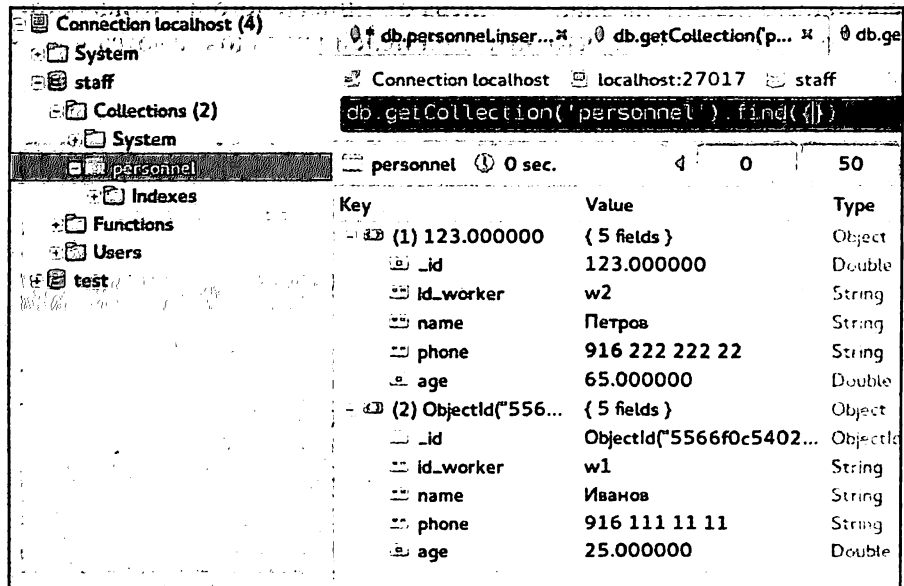 Connection localhost (4)
System
staff
Collections (2)
System
personnel
Indexes
Functions
Users
test
db.personnel.inser... db.getCollection('p... db.ge
Connection localhost localhost:27017 staff
db.getCollection('personnel').find({})
personnel 0 sec. 0 50
Key Value Type
(1) 123.000000 { 5 fields } Object
_id 123.000000 Double
id_worker w2 String
name Петров String
phone 916 222 222 22 String
age 65.000000 Double
(2) ObjectId("556... { 5 fields } Object
_id ObjectId("5566f0c5402... ObjectId
id_worker w1 String
name Иванов String
phone 916 111 11 11 String
age 25.000000 Double